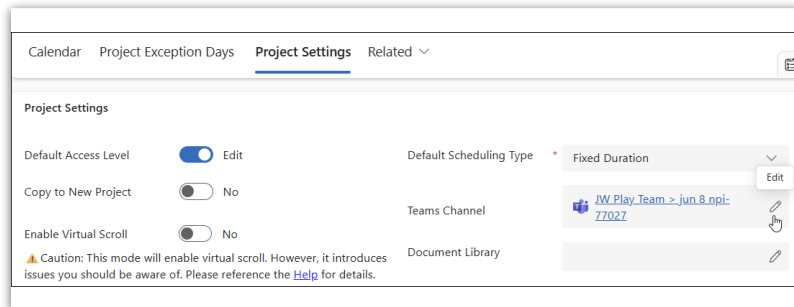 Calendar Project Exception Days Project Settings Related
Project Settings
Default Access Level Edit
Default Scheduling Type * Fixed Duration
Edit
Copy to New Project No
Teams Channel JW Play Team > jun 8 npi-
77027
Enable Virtual Scroll No
Caution: This mode will enable virtual scroll. However, it introduces
issues you should be aware of. Please reference the Help for details.
Document Library